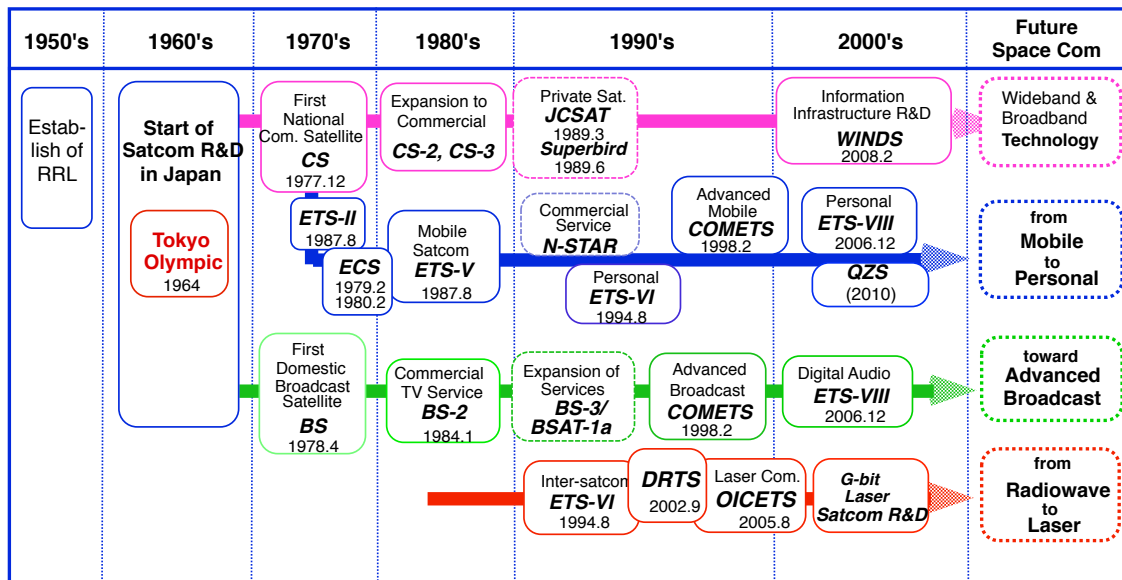 1950's
1960's
1970's
1980's
1990's
2000's
Future
Space Com
Estab-
lish of
RRL
Start of
Satcom R&D
in Japan
Tokyo
Olympic
1964
First
National
Com. Satellite
CS
1977.12
Expansion to
Commercial
CS-2, CS-3
Private Sat.
JCSAT
1989.3
Superbird
1989.6
Information
Infrastructure R&D
WINDS
2008.2
Wideband &
Broadband
Technology
ETS-II
1987.8
ECS
1979.2
1980.2
Mobile
Satcom
ETS-V
1987.8
Commercial
Service
N-STAR
Personal
ETS-VI
1994.8
Advanced
Mobile
COMETS
1998.2
Personal
ETS-VIII
2006.12
QZS
(2010)
from
Mobile
to
Personal
First
Domestic
Broadcast
Satellite
BS
1978.4
Commercial
TV Service
BS-2
1984.1
Expansion of
Services
BS-3/
BSAT-1a
Advanced
Broadcast
COMETS
1998.2
Digital Audio
ETS-VIII
2006.12
toward
Advanced
Broadcast
Inter-satcom
ETS-VI
1994.8
DRTS
2002.9
Laser Com.
OICETS
2005.8
G-bit
Laser
Satcom R&D
from
Radiowave
to
Laser